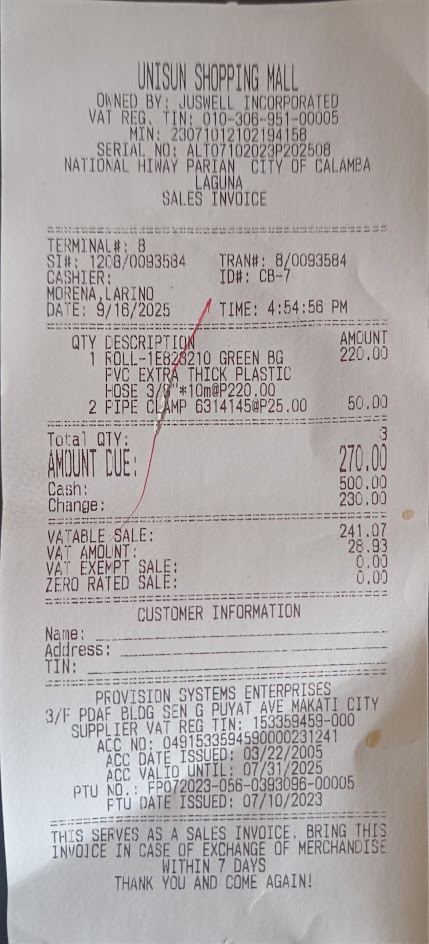 UNISUN SHOPPING MALL
OWNED BY: JUSWELL INCORPORATED
VAT REG. TIN: 010-306-951-00005
MIN: 23071012102194158
SERIAL NO: ALT07102023P202508
NATIONAL HIWAY PARIAN CITY OF CALAMBA
LAGUNA
SALES INVOICE
TERMINAL#: 8
SI#: 1208/0093584 TRAN#: 8/0093584
CASHIER: ID#: CB-7
MORENA,LARINO
DATE: 9/16/2025 TIME: 4:54:56 PM
QTY DESCRIPTION AMOUNT
1 ROLL-1E826210 GREEN BG 220.00
PVC EXTRA THICK PLASTIC
HOSE *10m@P220.00
2 PIPE CLAMP 6314145@P25.00 50.00
Total QTY: 3
AMOUNT DUE: 270.00
Cash: 500.00
Change: 230.00
VATABLE SALE: 241.07
VAT AMOUNT: 28.93
VAT EXEMPT SALE: 0.00
ZERO RATED SALE: 0.00
CUSTOMER INFORMATION
Name:
Address:
TIN:
PROVISION SYSTEMS ENTERPRISES
3/F PDAF BLDG SEN G PUYAT AVE MAKATI CITY
SUPPLIER VAT REG TIN: 153359459-000
ACC NO: 0491533594590000231241
ACC DATE ISSUED: 03/22/2005
ACC VALID UNTIL: 07/31/2025
PTU NO.: FP072023-056-0393096-00005
PTU DATE ISSUED: 07/10/2023
THIS SERVES AS A SALES INVOICE. BRING THIS
INVOICE IN CASE OF EXCHANGE OF MERCHANDISE
WITHIN 7 DAYS
THANK YOU AND COME AGAIN!